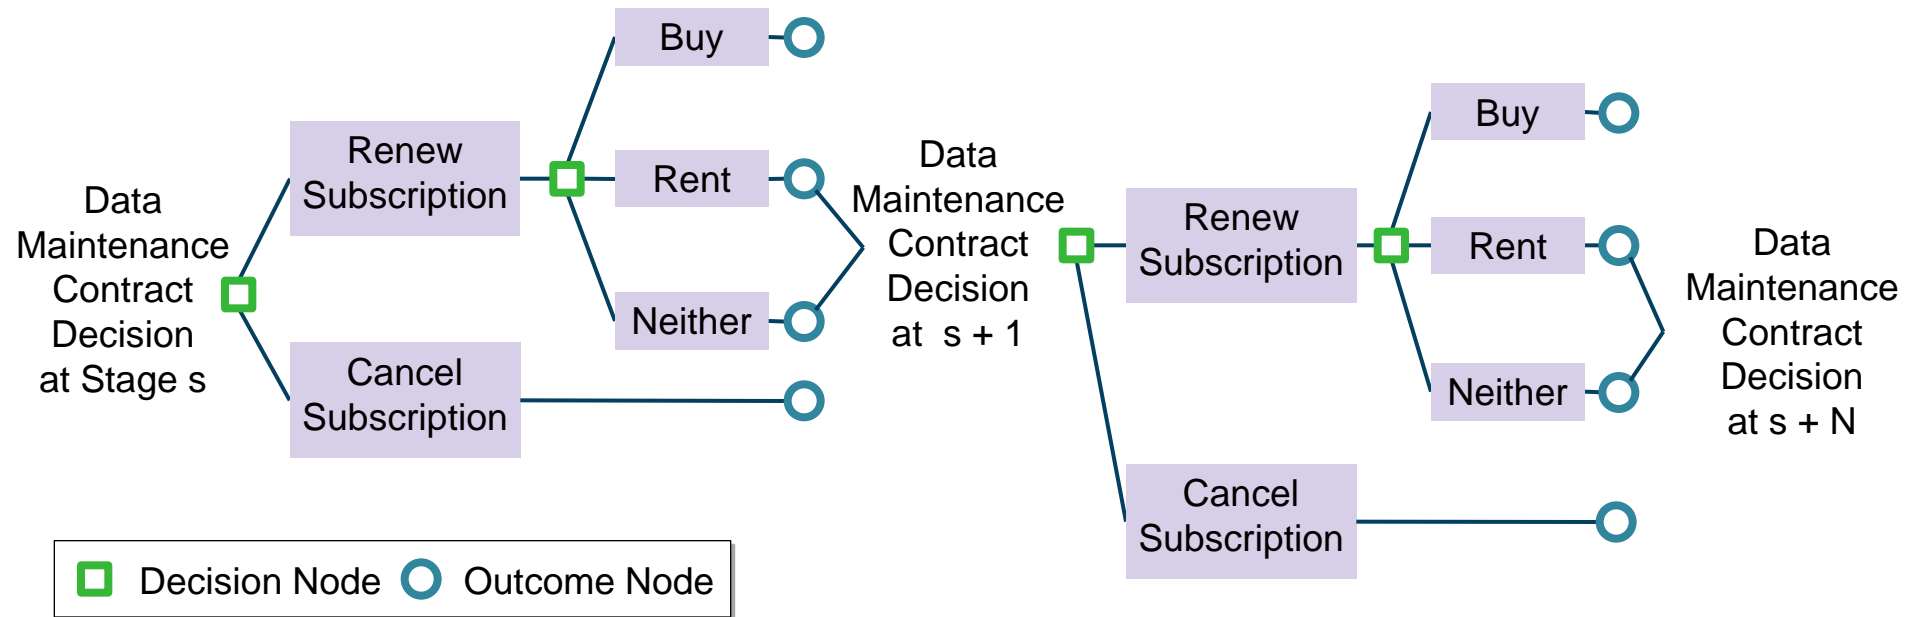 Data
Maintenance
Contract
Decision
at Stage s
Renew
Subscription
Cancel
Subscription
Buy
Rent
Neither
Data
Maintenance
Contract
Decision
at s + 1
Renew
Subscription
Cancel
Subscription
Buy
Rent
Neither
Data
Maintenance
Contract
Decision
at s + N
Decision Node
Outcome Node